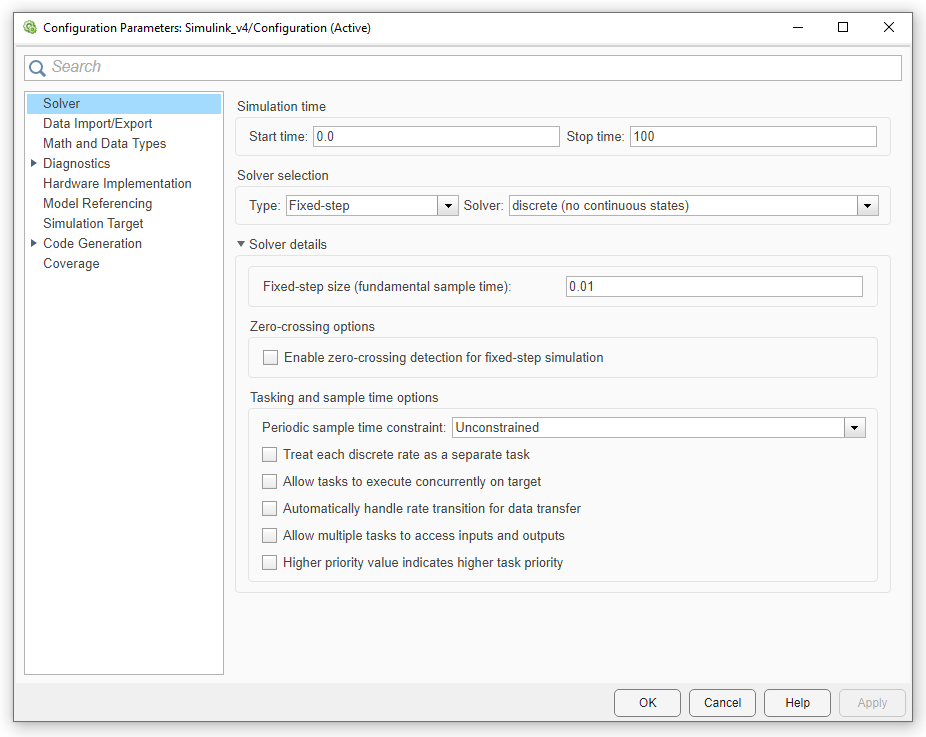 Configuration Parameters: Simulink_v4/Configuration (Active)
Search
Solver
Data Import/Export
Math and Data Types
Diagnostics
Hardware Implementation
Model Referencing
Simulation Target
Code Generation
Coverage
Simulation time
Start time: 0.0 Stop time: 100
Solver selection
Type: Fixed-step Solver: discrete (no continuous states)
Solver details
Fixed-step size (fundamental sample time): 0.01
Zero-crossing options
Enable zero-crossing detection for fixed-step simulation
Tasking and sample time options
Periodic sample time constraint: Unconstrained
Treat each discrete rate as a separate task
Allow tasks to execute concurrently on target
Automatically handle rate transition for data transfer
Allow multiple tasks to access inputs and outputs
Higher priority value indicates higher task priority
OK Cancel Help Apply